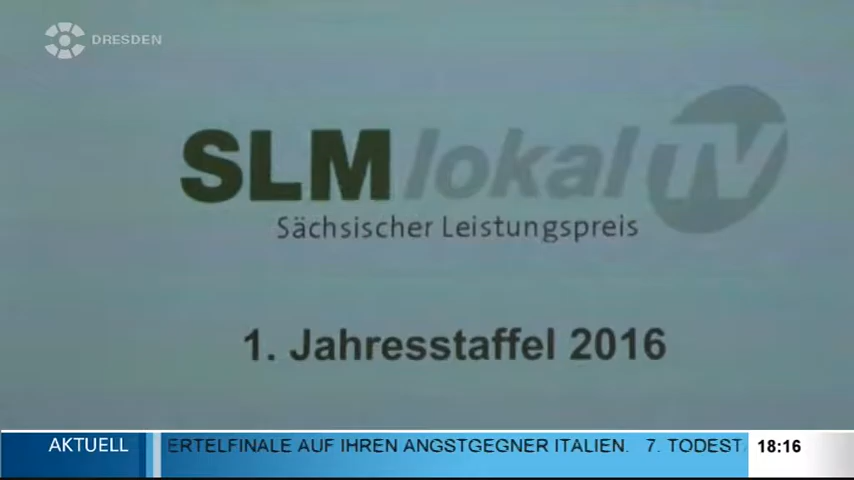 DRESDEN
SLM lokal TV
Sächsischer Leistungspreis
1. Jahresstaffel 2016
AKTUELL ERTELFINALE AUF IHREN ANGSTGEGNER ITALIEN. 7. TODEST 18:16